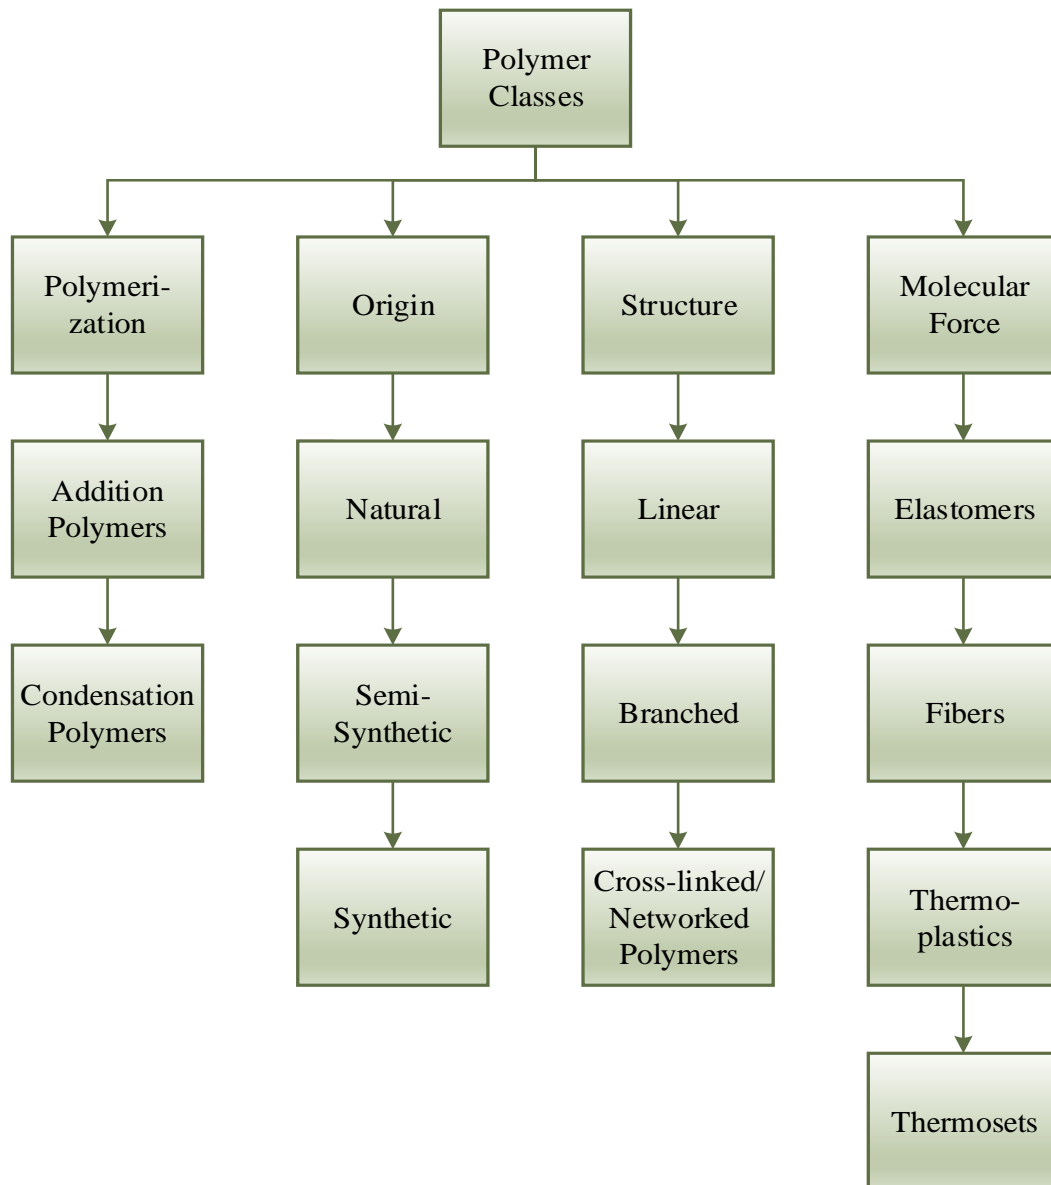 Polymer
Classes
Polymeri-
zation
Origin
Structure
Molecular
Force
Addition
Polymers
Natural
Linear
Elastomers
Condensation
Polymers
Semi-
Synthetic
Branched
Fibers
Synthetic
Cross-linked/
Networked
Polymers
Thermo-
plastics
Thermosets